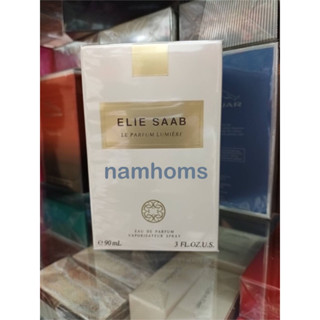 ELIE SAAB
LE PARFUM LUMIÈRE
namhoms
EAU DE PARFUM
VAPORISATEUR SPRAY
℮ 90 mL 3 FL.OZ.U.S.